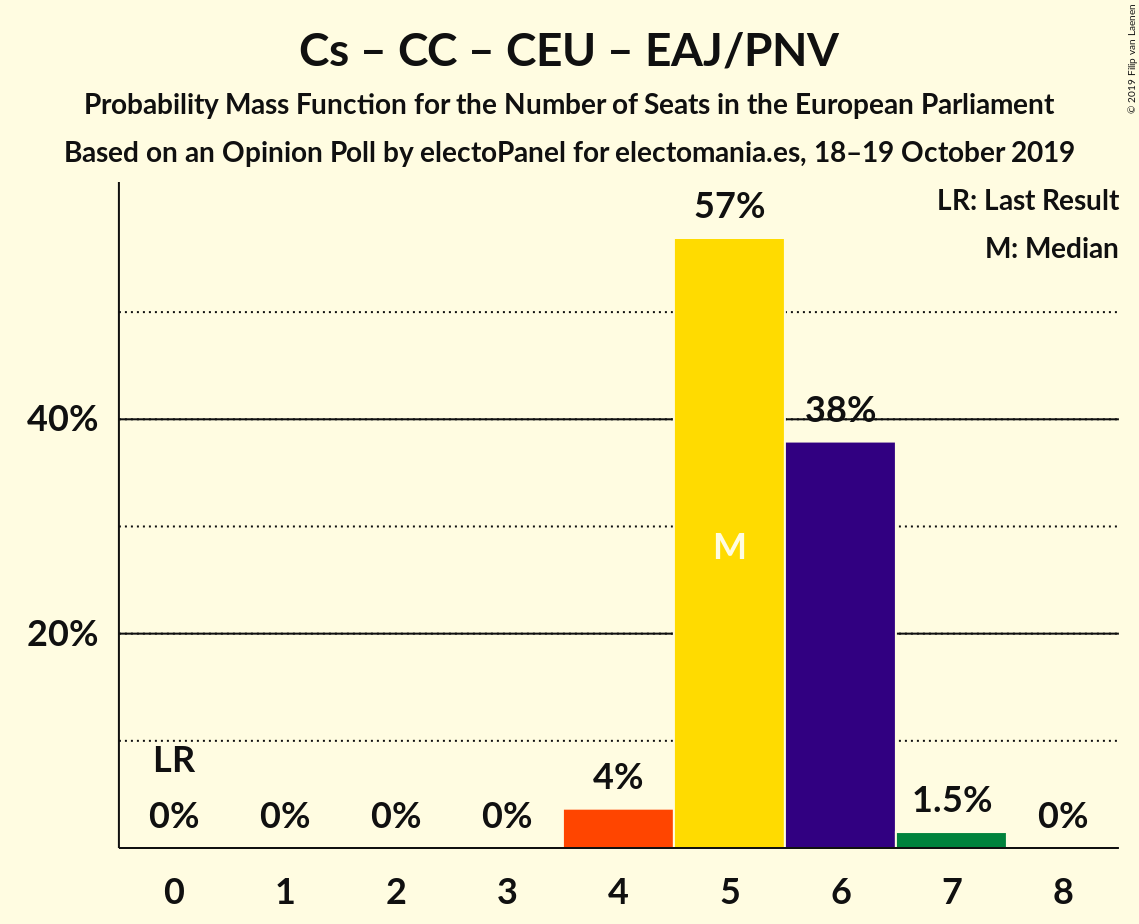 Cs – CC – CEU – EAJ/PNV
Probability Mass Function for the Number of Seats in the European Parliament
Based on an Opinion Poll by electoPanel for electomania.es, 18–19 October 2019
© 2019 Filip van Laenen
LR: Last Result
M: Median
57%
40%
38%
M
20%
LR
0%
0%
0%
0%
4%
1.5%
0%
0 1 2 3 4 5 6 7 8